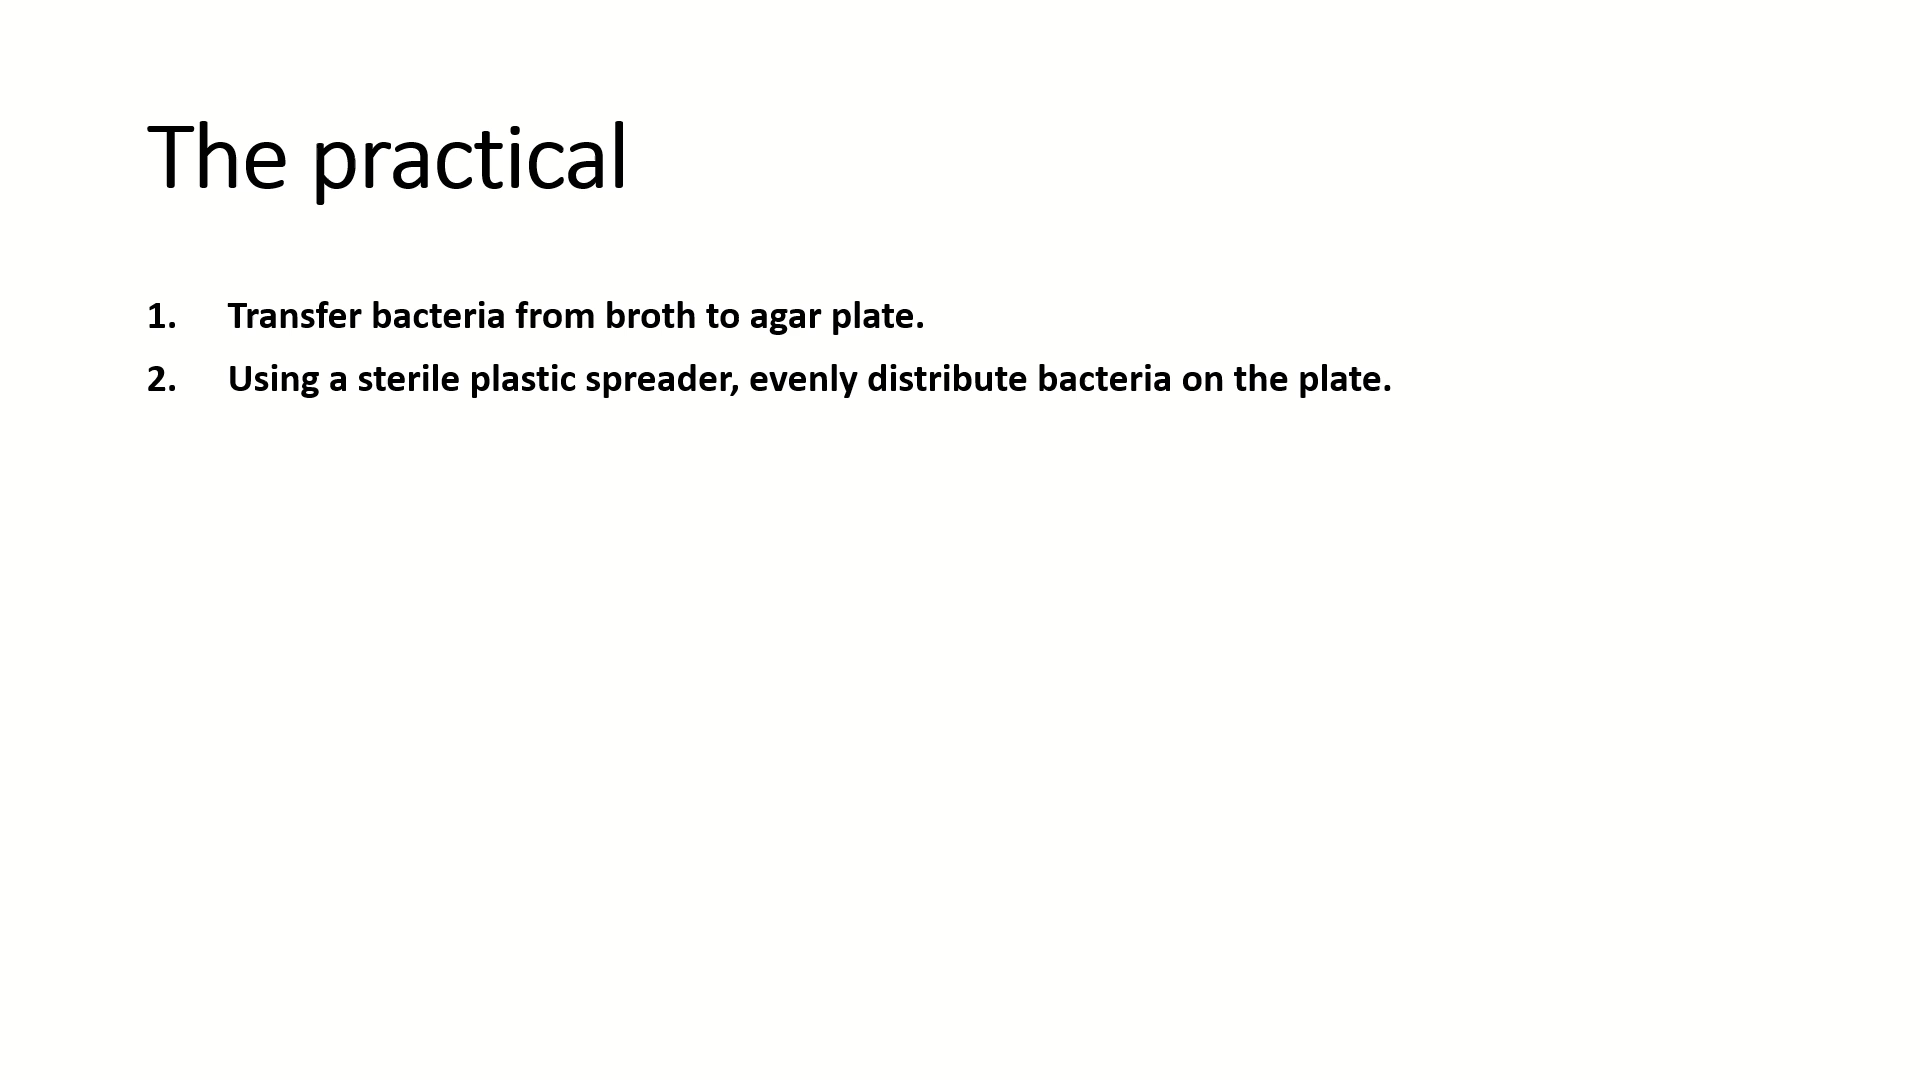 The practical
1. Transfer bacteria from broth to agar plate.
2. Using a sterile plastic spreader, evenly distribute bacteria on the plate.